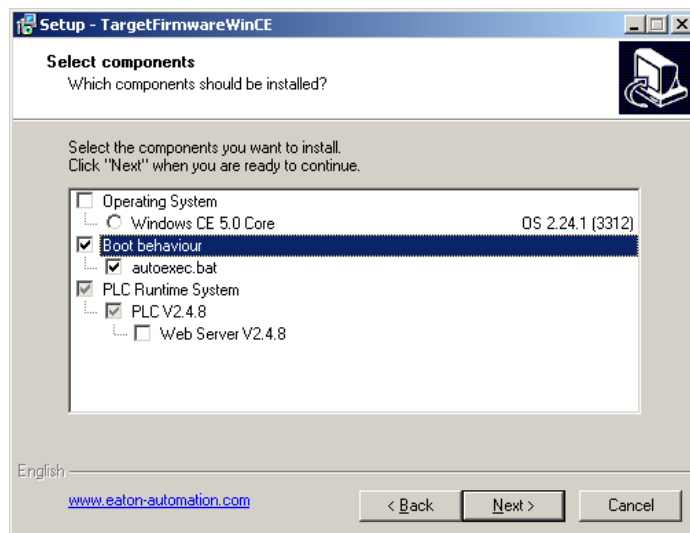 Setup - TargetFirmwareWinCE
Select components
Which components should be installed?
Select the components you want to install.
Click "Next" when you are ready to continue.
Operating System
Windows CE 5.0 Core OS 2.24.1 (3312)
Boot behaviour
autoexec.bat
PLC Runtime System
PLC V2.4.8
Web Server V2.4.8
English
www.eaton-automation.com
< Back Next > Cancel